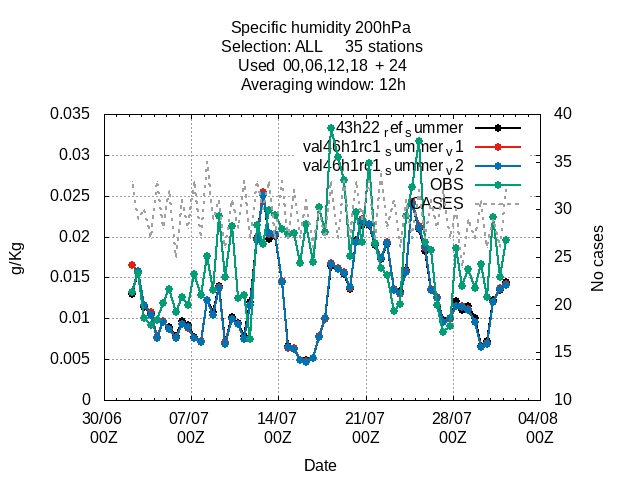 Specific humidity 200hPa
Selection: ALL 35 stations
Used 00,06,12,18 + 24
Averaging window: 12h
0.035
0.03
0.025
0.02
0.015
0.01
0.005
0
g/Kg
43h22refsummer
val46h1rc1summerv1
val46h1rc1summerv2
OBS
CASES
40
35
30
25
20
15
10
No cases
30/06 07/07 14/07 21/07 28/07 04/08
00Z 00Z 00Z 00Z 00Z 00Z
Date